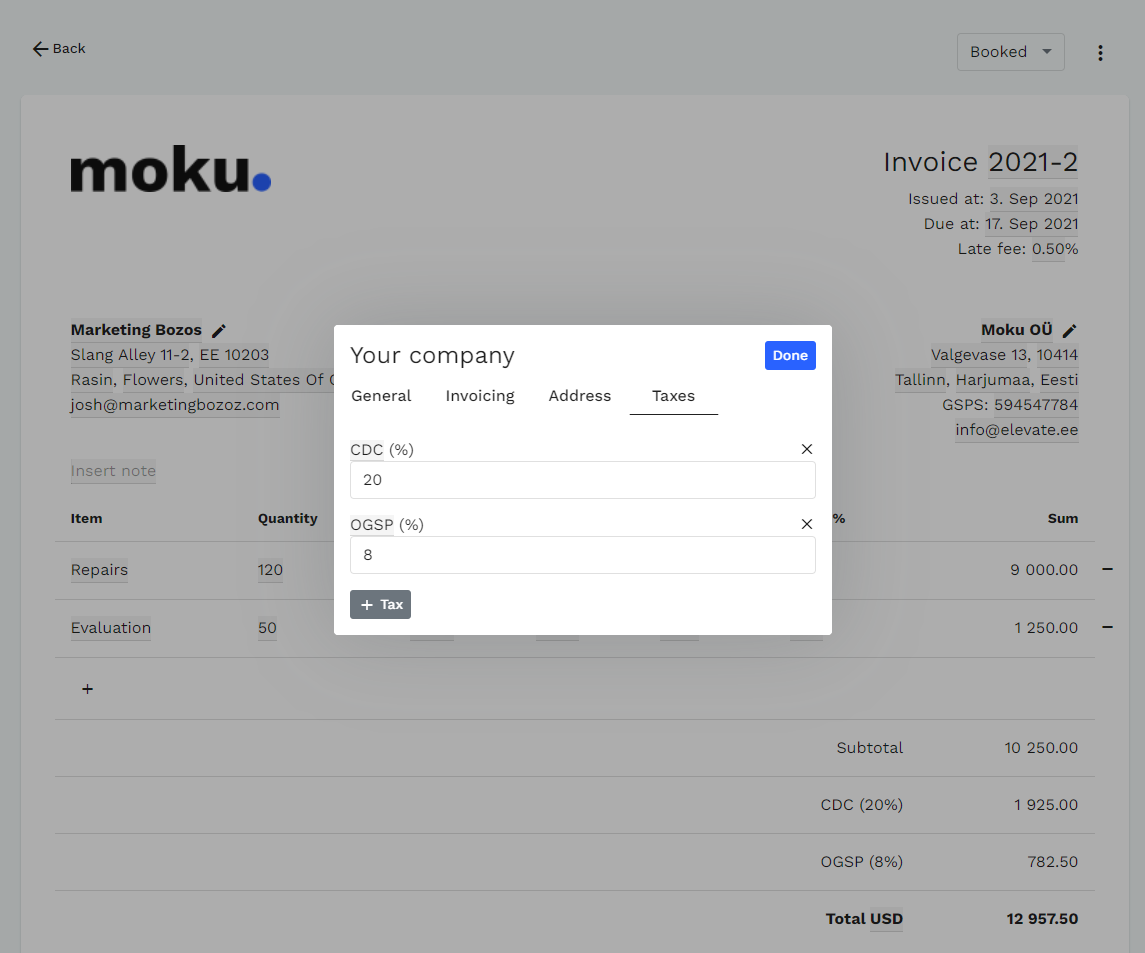 Back
Booked
moku.
Invoice 2021-2
Issued at: 3. Sep 2021
Due at: 17. Sep 2021
Late fee: 0.50%
Marketing Bozos
Slang Alley 11-2, EE 10203
Rasin, Flowers, United States Of
josh@marketingbozoz.com
Moku OÜ
Valgevase 13, 10414
Tallinn, Harjumaa, Eesti
GSPS: 594547784
info@elevate.ee
Your company
Done
General Invoicing Address Taxes
CDC (%)
20
OGSP (%)
8
+ Tax
Insert note
Item Quantity % Sum
Repairs 120 9 000.00
Evaluation 50 1 250.00
+
Subtotal 10 250.00
CDC (20%) 1 925.00
OGSP (8%) 782.50
Total USD 12 957.50